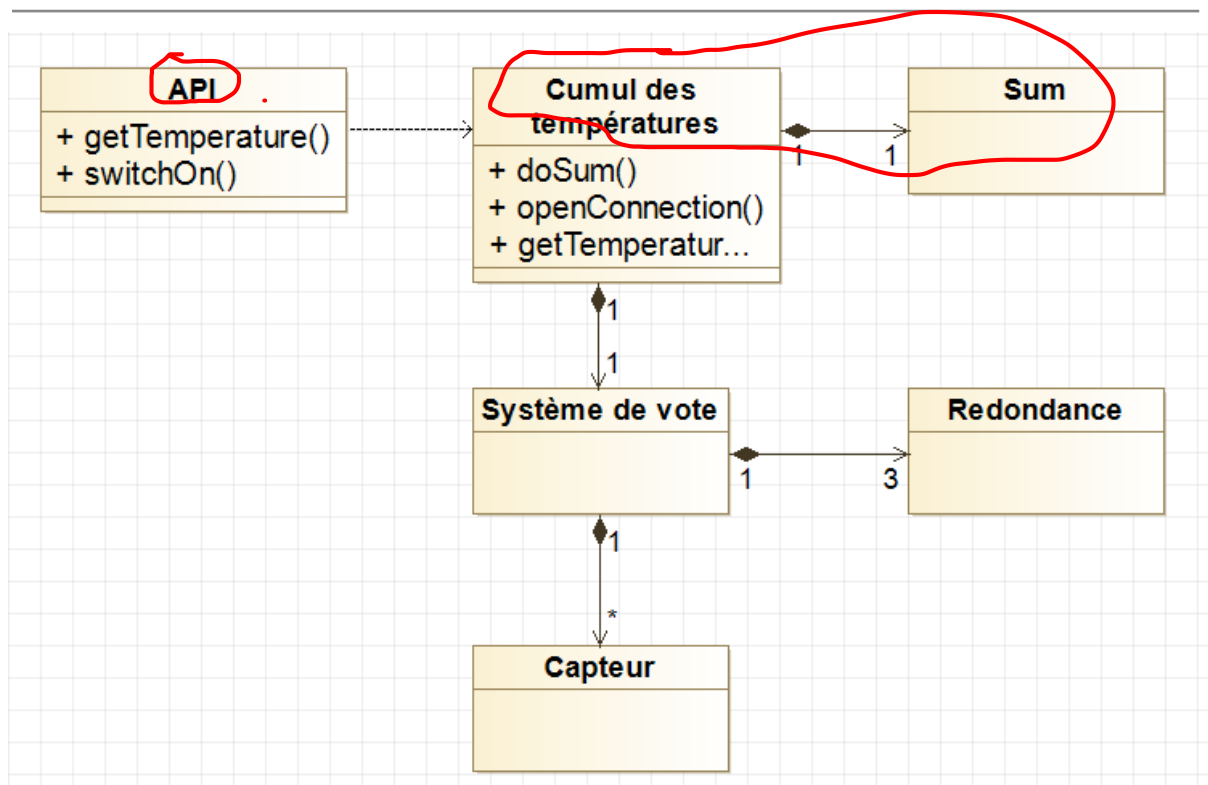 API
+ getTemperature()
+ switchOn()
Cumul des
températures
+ doSum()
+ openConnection()
+ getTemperatur...
Sum
1
1
1
1
Système de vote
Redondance
1
3
1
*
Capteur